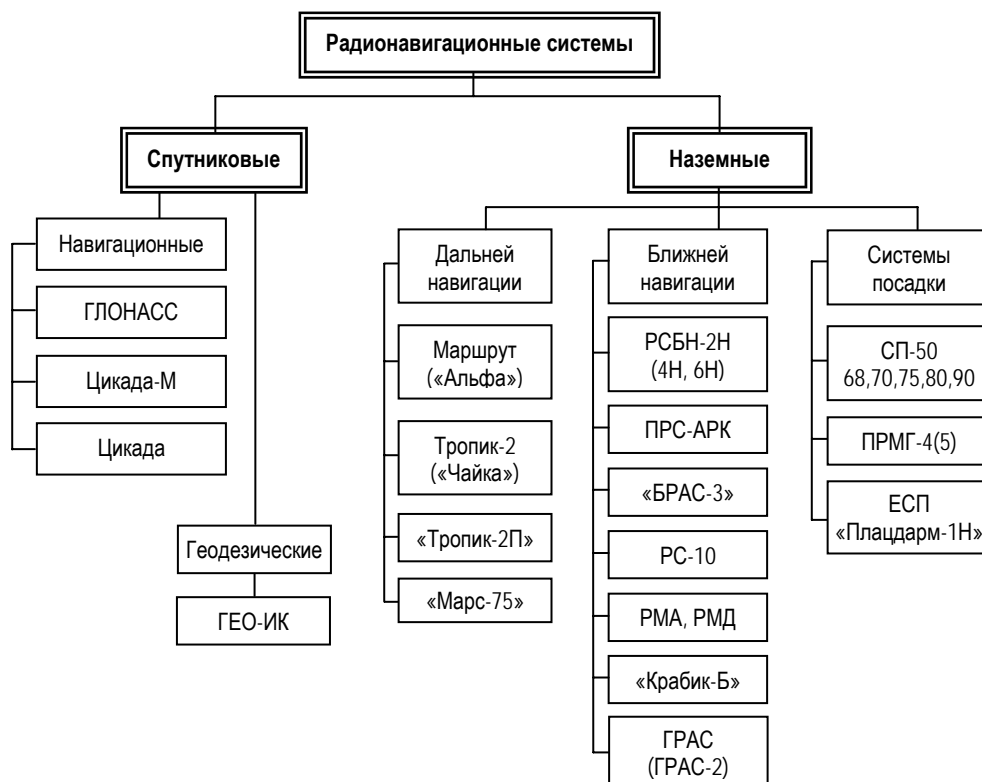 Радионавигационные системы
Спутниковые
Наземные
Навигационные
ГЛОНАСС
Цикада-М
Цикада
Геодезические
ГЕО-ИК
Дальней
навигации
Маршрут
(«Альфа»)
Тропик-2
(«Чайка»)
«Тропик-2П»
«Марс-75»
Ближней
навигации
РСБН-2Н
(4Н, 6Н)
ПРС-АРК
«БРАС-3»
РС-10
РМА, РМД
«Крабик-Б»
ГРАС
(ГРАС-2)
Системы
посадки
СП-50
68,70,75,80,90
ПРМГ-4(5)
ЕСП
«Плацдарм-1Н»